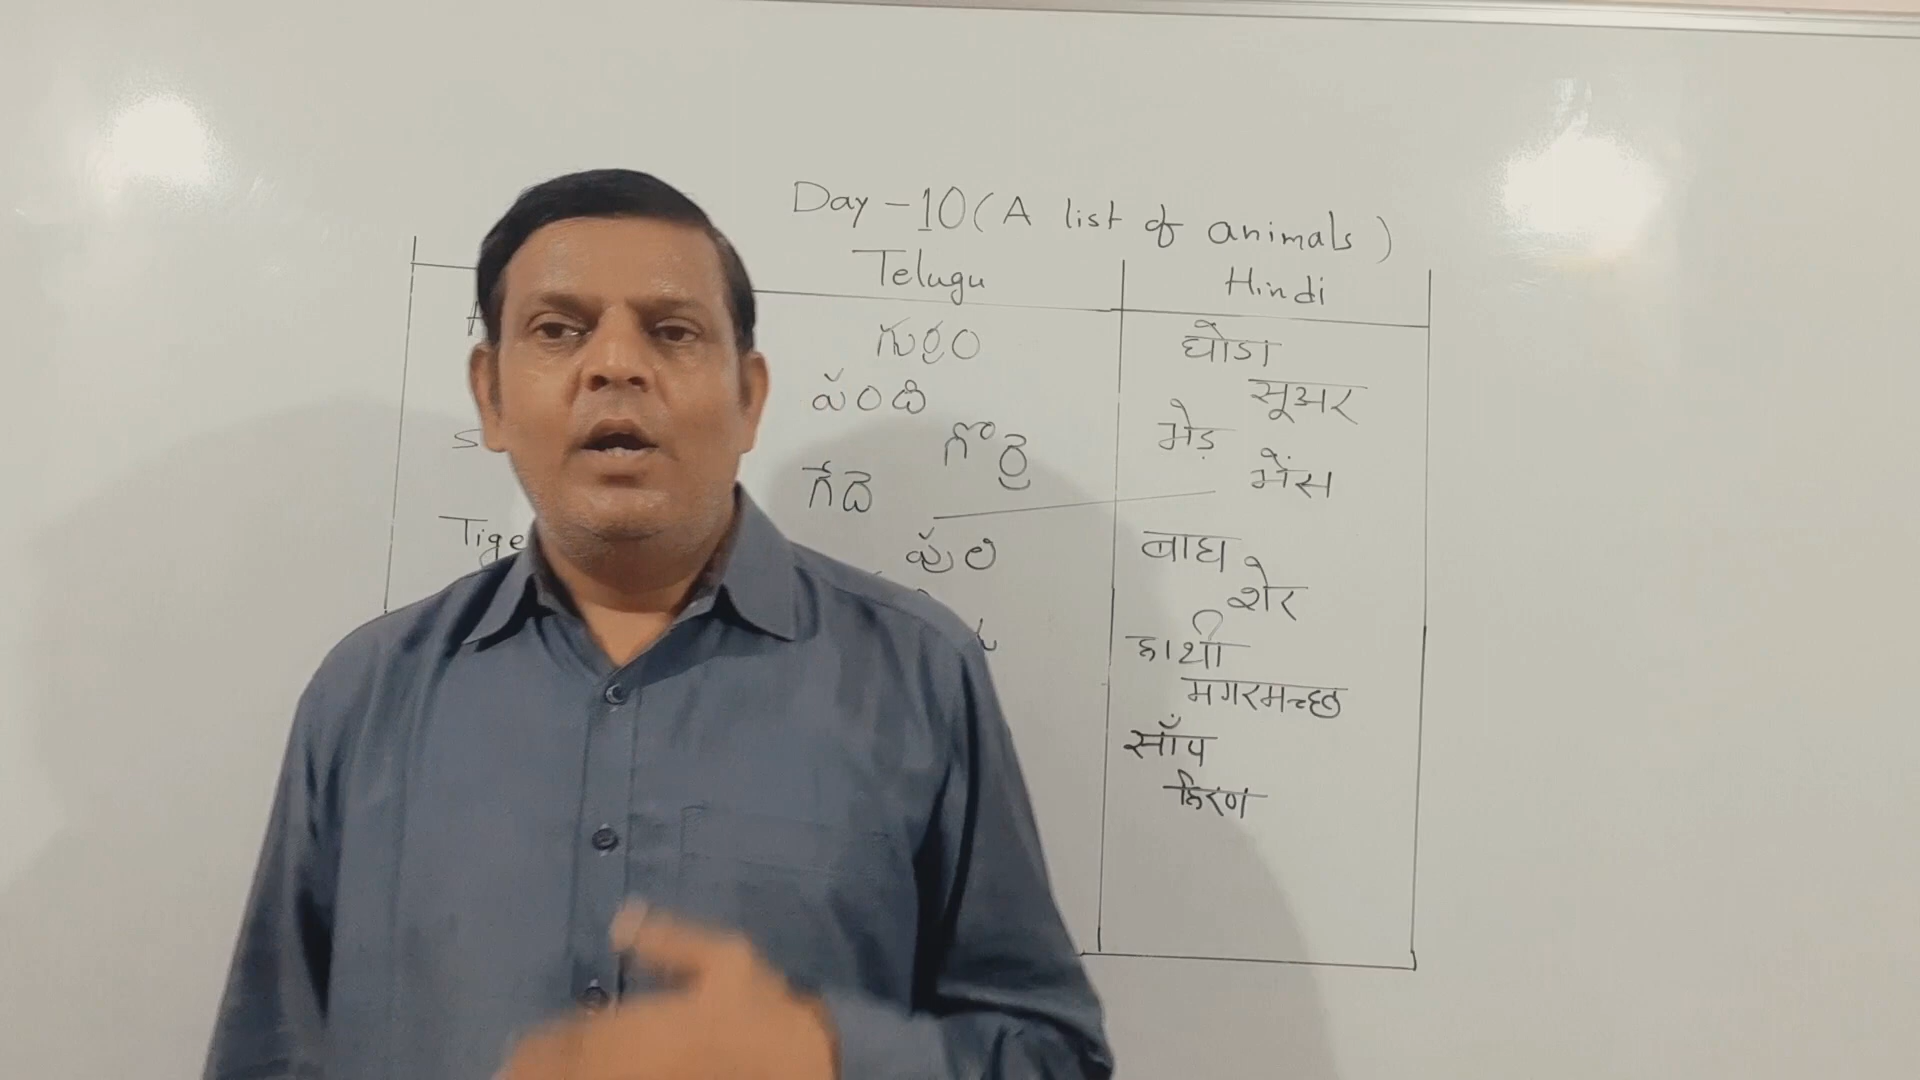 Day - 10 ( A list of animals )
Telugu
Hindi
గుర్రం
घोडा
పంది
सूअर
గొర్రె
भेड़
గేదె
भैंस
Tige
పులి
बाघ
शेर
हाथी
मगरमच्छ
साँप
हिरण